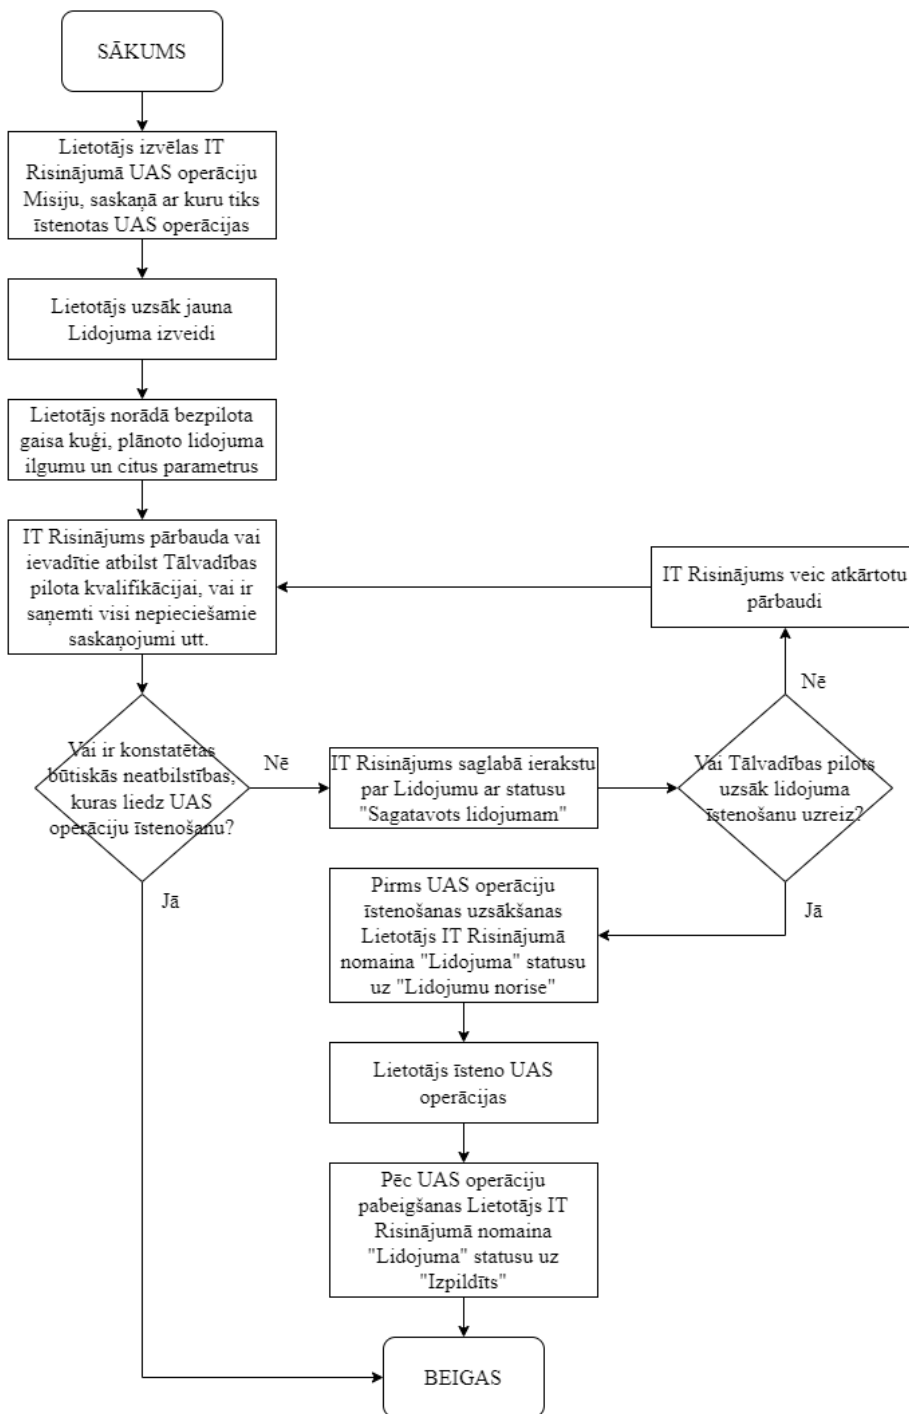 SĀKUMS
Lietotājs izvēlas IT
Risinājumā UAS operāciju
Misiju, saskaņā ar kuru tiks
īstenotas UAS operācijas
Lietotājs uzsāk jauna
Lidojuma izveidi
Lietotājs norādā bezpilota
gaisa kuģi, plānoto lidojuma
ilgumu un citus parametrus
IT Risinājums pārbauda vai
ievadītie atbilst Tālvadības
pilota kvalifikācijai, vai ir
saņemti visi nepieciešamie
saskaņojumi utt.
IT Risinājums veic atkārtotu
pārbaudi
Nē
Vai ir konstatētas
būtiskās neatbilstības,
kuras liedz UAS
operāciju īstenošanu?
Nē
IT Risinājums saglabā ierakstu
par Lidojumu ar statusu
"Sagatavots lidojumam"
Vai Tālvadības pilots
uzsāk lidojuma
īstenošanu uzreiz?
Jā
Jā
Pirms UAS operāciju
īstenošanas uzsākšanas
Lietotājs IT Risinājumā
nomaina "Lidojuma" statusu
uz "Lidojumu norise"
Lietotājs īsteno UAS
operācijas
Pēc UAS operāciju
pabeigšanas Lietotājs IT
Risinājumā nomaina
"Lidojuma" statusu uz
"Izpildīts"
BEIGAS